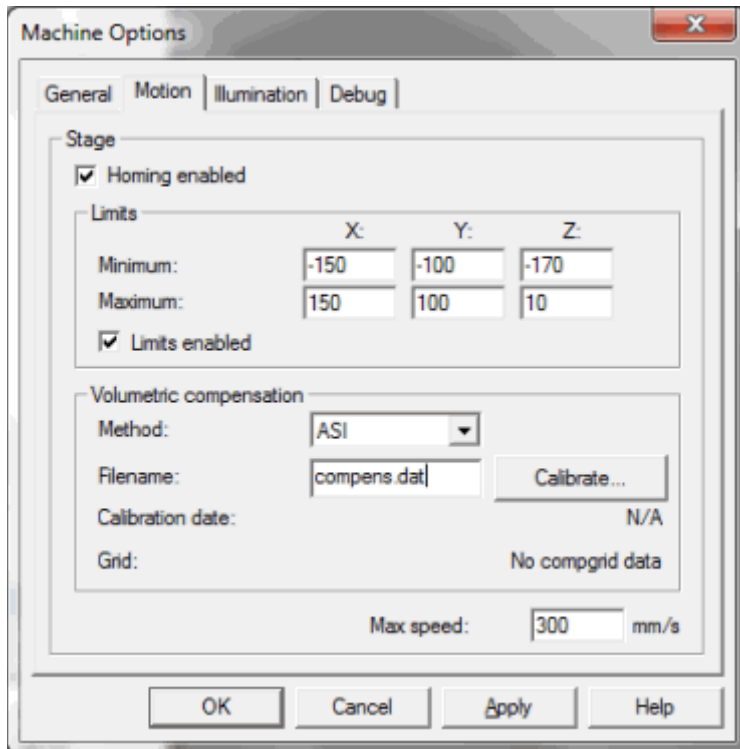 Machine Options
General Motion Illumination Debug
Stage
Homing enabled
Limits
X: Y: Z:
Minimum: -150 -100 -170
Maximum: 150 100 10
Limits enabled
Volumetric compensation
Method: ASI
Filename: compens.dat Calibrate...
Calibration date: N/A
Grid: No compgrid data
Max speed: 300 mm/s
OK Cancel Apply Help